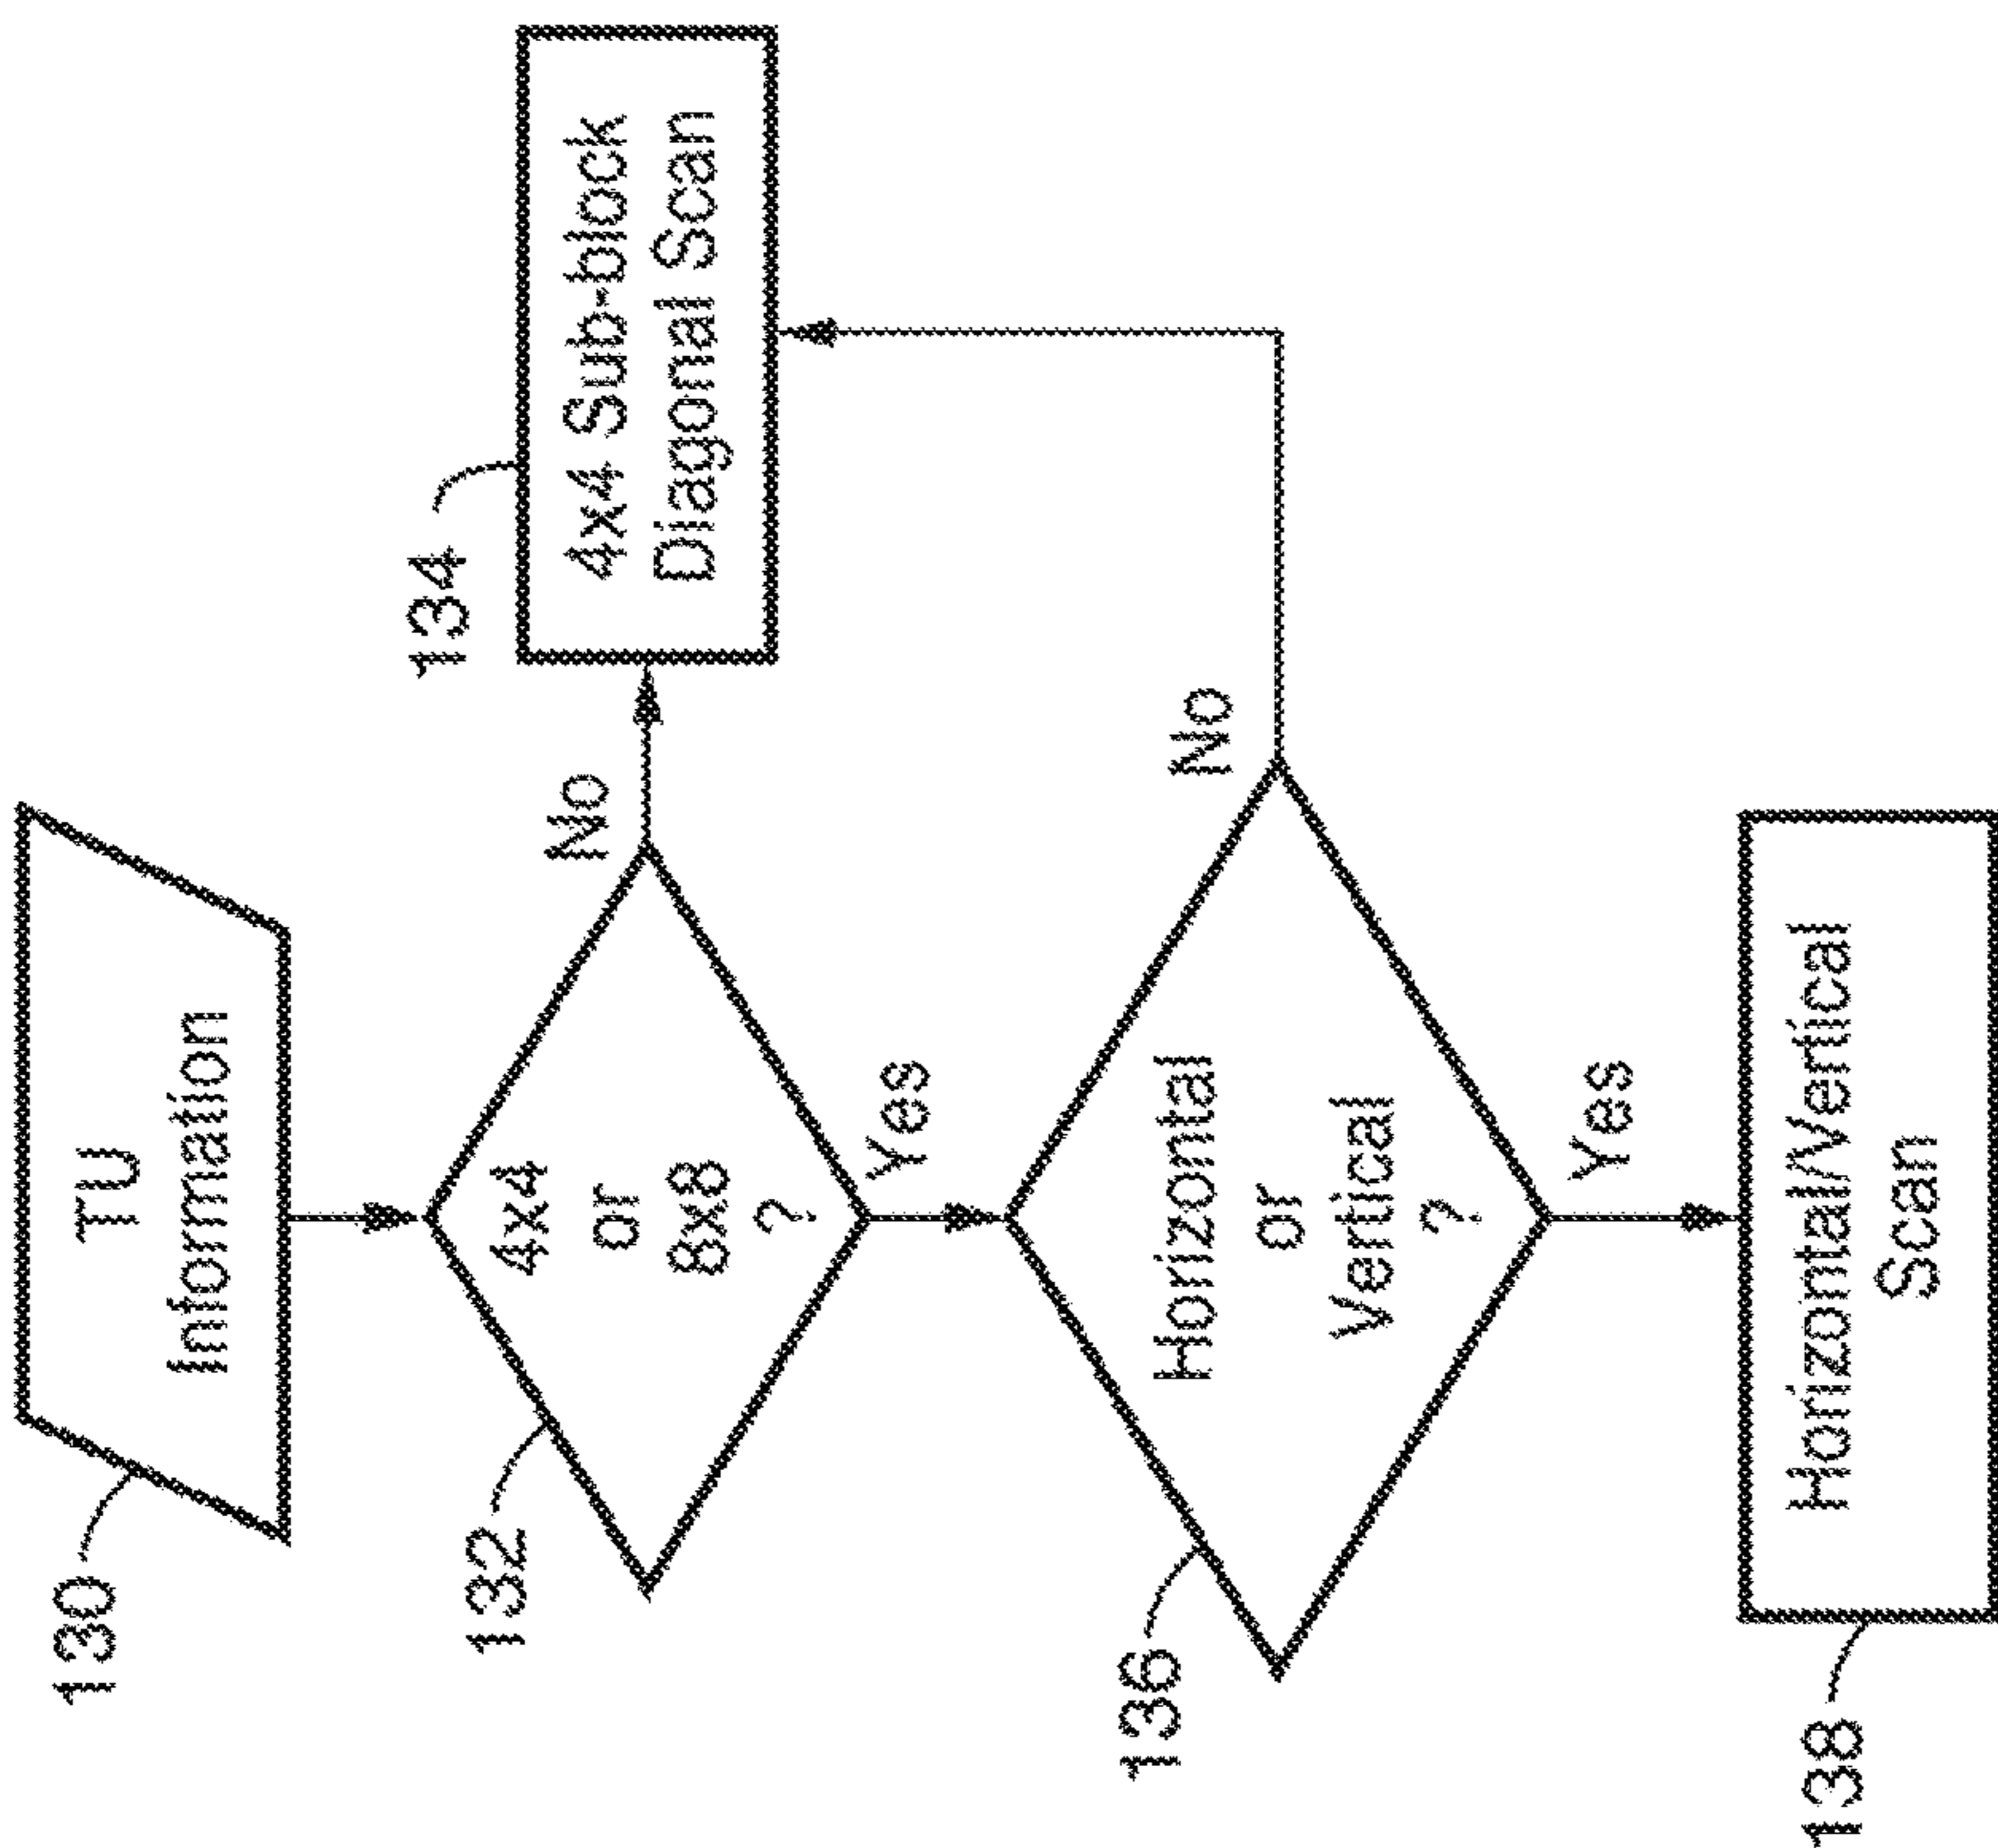 130
TU
Information
132
4x4
or
8x8
?
No
Yes
134
4x4 Sub-block
Diagonal Scan
136
Horizontal
or
Vertical
?
No
Yes
138
Horizontal/Vertical
Scan